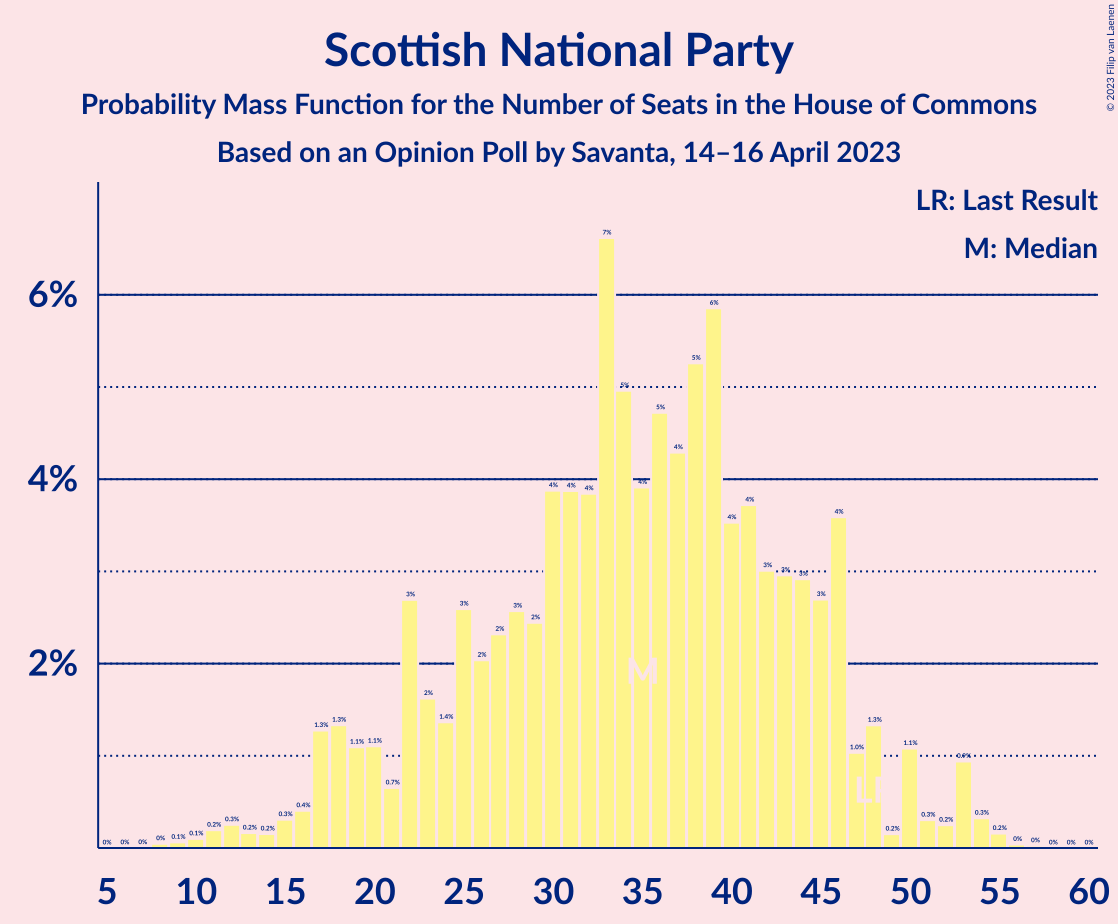 Scottish National Party
Probability Mass Function for the Number of Seats in the House of Commons
Based on an Opinion Poll by Savanta, 14–16 April 2023
© 2023 Filip van Laenen
LR: Last Result
M: Median
6%
4%
2%
0% 0% 0% 0% 0.1% 0.1% 0.2% 0.3% 0.2% 0.2% 0.3% 0.4% 1.3% 1.3% 1.1% 1.1% 0.7% 3% 2% 1.4% 3% 2% 2% 3% 2% 4% 4% 4% 7% 5% 4% 5% 4% 5% 6% 4% 4% 3% 3% 3% 3% 4% 1.0% 1.3% 0.2% 1.1% 0.3% 0.2% 0.9% 0.3% 0.2% 0% 0% 0% 0% 0%
M
LR
5 10 15 20 25 30 35 40 45 50 55 60